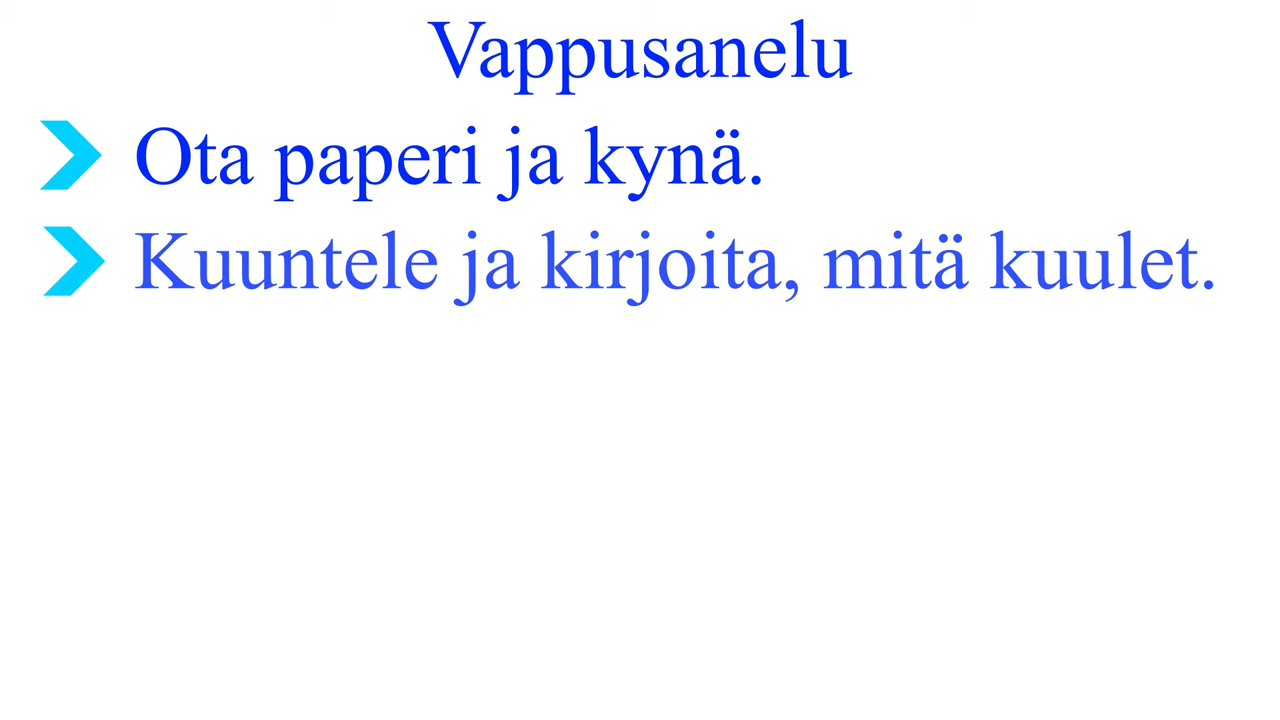 Vappusanelu
Ota paperi ja kynä.
Kuuntele ja kirjoita, mitä kuulet.